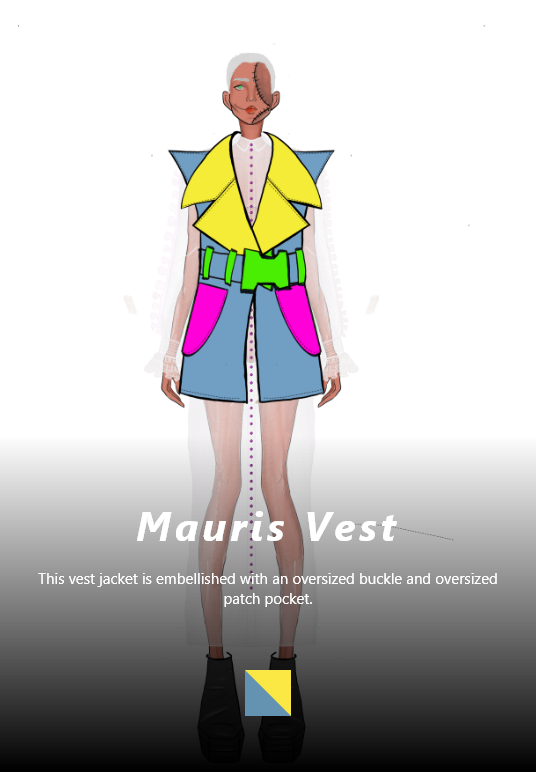 Mauris Vest
This vest jacket is embellished with an oversized buckle and oversized
patch pocket.